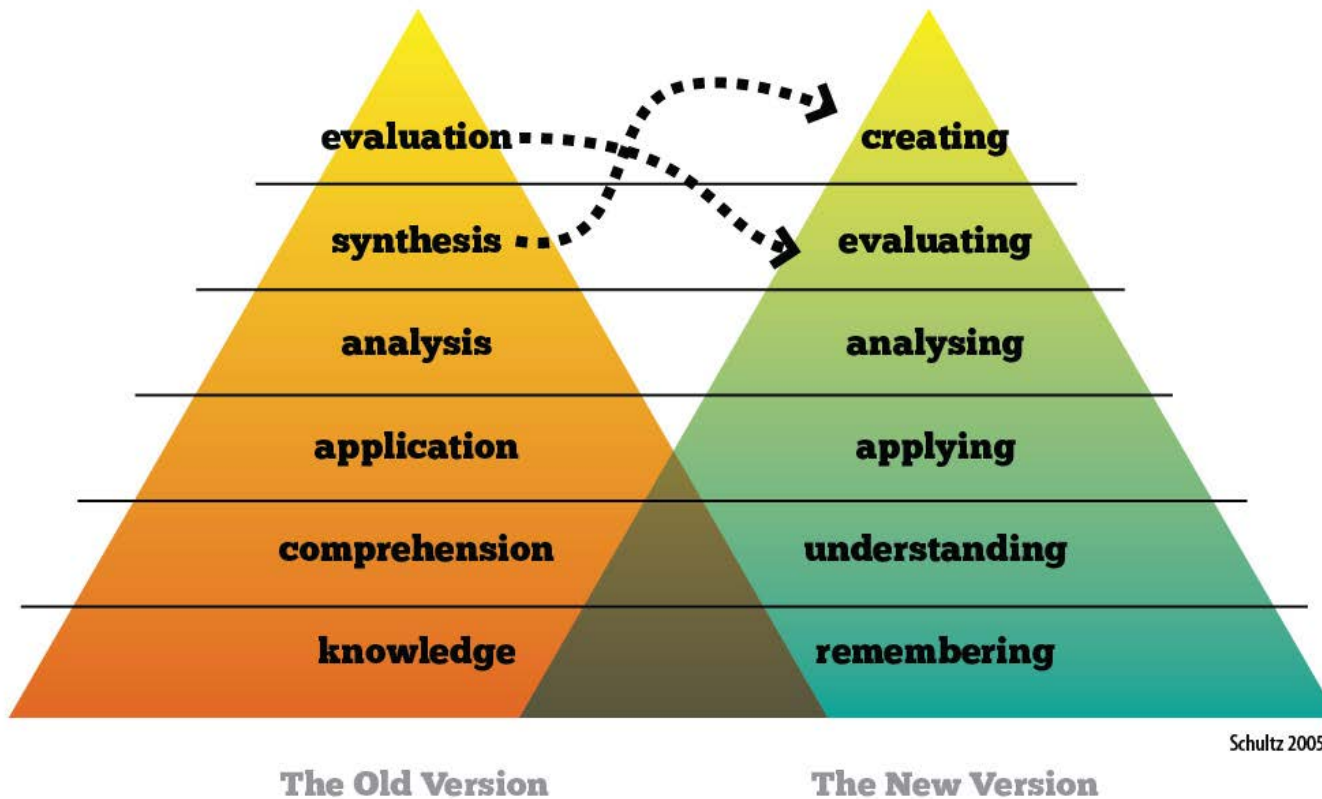 evaluation
creating
synthesis
evaluating
analysis
analysing
application
applying
comprehension
understanding
knowledge
remembering
Schultz 2005
The Old Version
The New Version